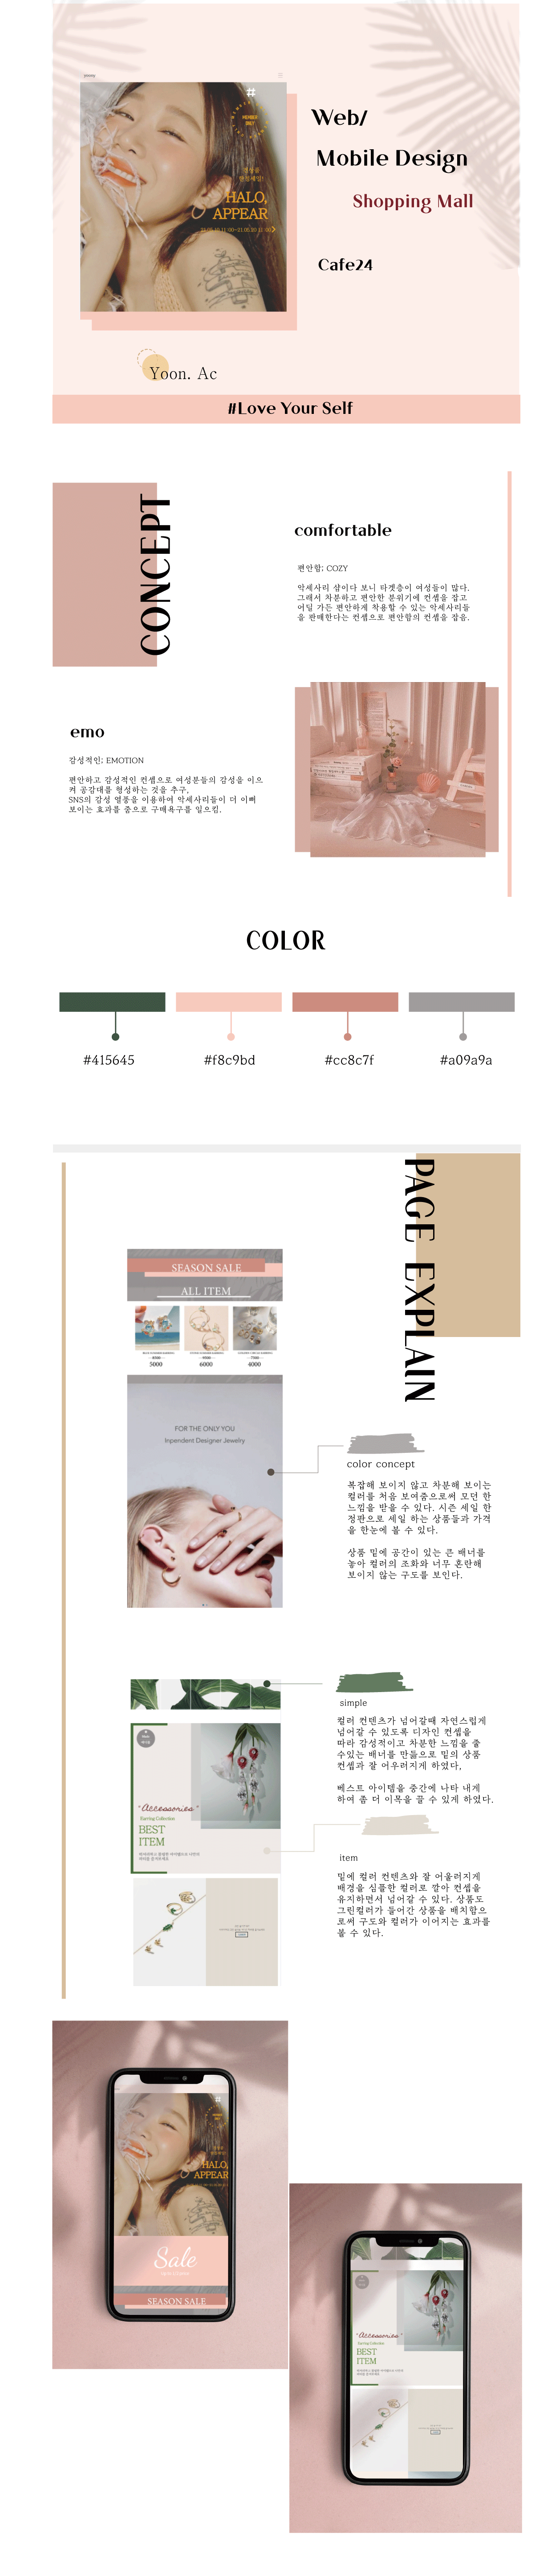 #
MEMBER
ONLY
HALO,
APPEAR
Web/
Mobile Design
Shopping Mall
Cafe24
Yoon. Ac
#Love Your Self
CONCEPT
comfortable
편안함; COZY
악세사리 샵이다 보니 타겟층이 여성들이 많다.
그래서 차분하고 편안한 분위기에 컨셉을 잡고
어딜 가든 편안하게 착용할 수 있는 악세사리들
을 판매한다는 컨셉으로 편안함의 컨셉을 잡음.
emo
감성적인; EMOTION
편안하고 감성적인 컨셉으로 여성분들의 감성을 이으
켜 공감대를 형성하는 것을 추구,
SNS의 감성 열풍을 이용하여 악세사리들이 더 이뻐
보이는 효과를 줌으로 구매욕구를 일으킴.
COLOR
#415645
#f8c9bd
#cc8c7f
#a09a9a
PAGE EXPLAIN
SEASON SALE
ALL ITEM
5000
6000
4000
FOR THE ONLY YOU
Inpendent Designer Jewelry
color concept
복잡해 보이지 않고 차분해 보이는
컬러를 처음 보여줌으로써 모던 한
느낌을 받을 수 있다. 시즌 세일 한
정판으로 세일 하는 상품들과 가격
을 한눈에 볼 수 있다.
상품 밑에 공간이 있는 큰 배너를
놓아 컬러의 조화와 너무 혼란해
보이지 않는 구도를 보인다.
simple
컬러 컨텐츠가 넘어갈때 자연스럽게
넘어갈 수 있도록 디자인 컨셉을
따라 감성적이고 차분한 느낌을 줄
수있는 배너를 만듦으로 밑의 상품
컨셉과 잘 어우러지게 하였다,
베스트 아이템을 중간에 나타 내게
하여 좀 더 이목을 끌 수 있게 하였다.
"Accessories"
Earring Collection
BEST
ITEM
item
밑에 컬러 컨텐츠와 잘 어울러지게
배경을 심플한 컬러로 깔아 컨셉을
유지하면서 넘어갈 수 있다. 상품도
그린컬러가 들어간 상품을 배치함으
로써 구도와 컬러가 이어지는 효과를
볼 수 있다.
#
HALO,
APPEAR
Sale
SEASON SALE
"Accessories"
Earring Collection
BEST
ITEM